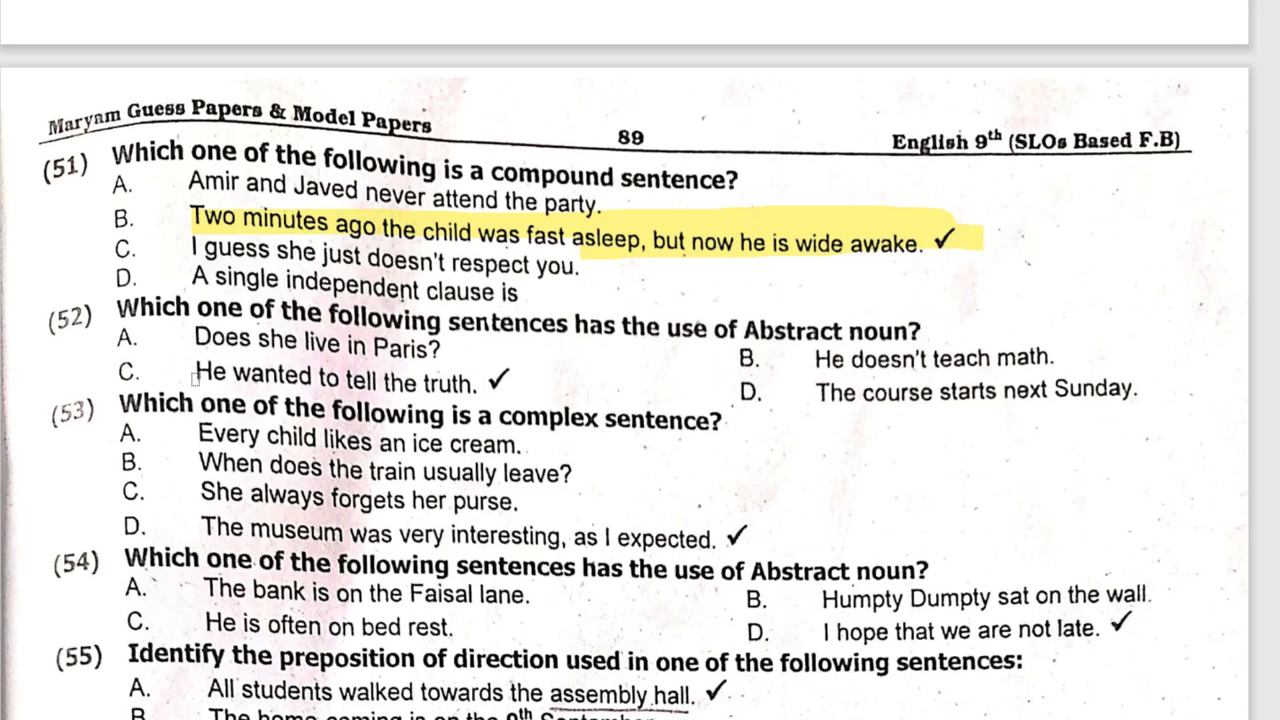 Maryam Guess Papers & Model Papers 89 English 9th (SLOs Based F.B)
(51) Which one of the following is a compound sentence?
A. Amir and Javed never attend the party.
B. Two minutes ago the child was fast asleep, but now he is wide awake. ✓
C. I guess she just doesn't respect you.
D. A single independent clause is
(52) Which one of the following sentences has the use of Abstract noun?
A. Does she live in Paris? B. He doesn't teach math.
C. He wanted to tell the truth. ✓ D. The course starts next Sunday.
(53) Which one of the following is a complex sentence?
A. Every child likes an ice cream.
B. When does the train usually leave?
C. She always forgets her purse.
D. The museum was very interesting, as I expected. ✓
(54) Which one of the following sentences has the use of Abstract noun?
A. The bank is on the Faisal lane. B. Humpty Dumpty sat on the wall.
C. He is often on bed rest. D. I hope that we are not late. ✓
(55) Identify the preposition of direction used in one of the following sentences:
A. All students walked towards the assembly hall. ✓
B. The home coming is on the 9th September